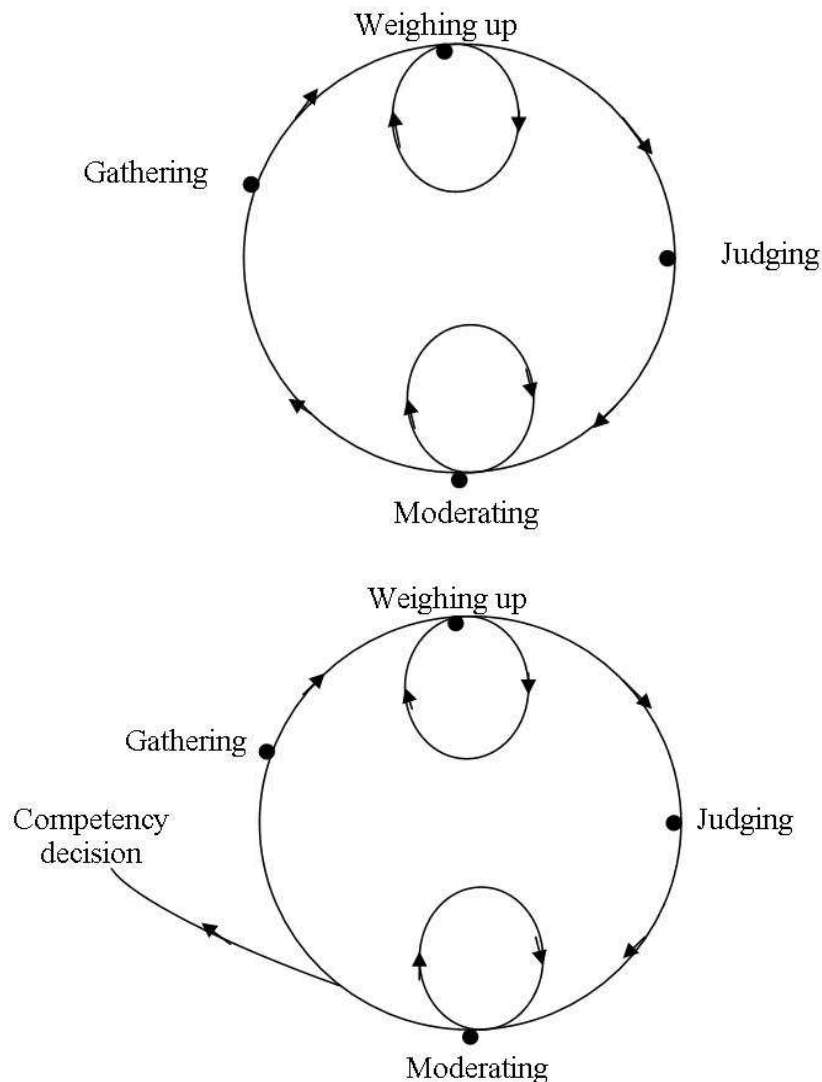 Weighing up
Gathering
Judging
Moderating
Weighing up
Gathering
Competency
decision
Judging
Moderating